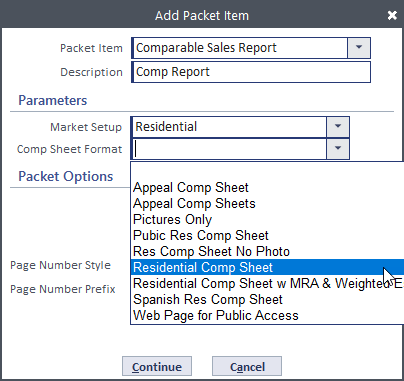 Add Packet Item
Packet Item Comparable Sales Report
Description Comp Report
Parameters
Market Setup Residential
Comp Sheet Format
Packet Options
Appeal Comp Sheet
Appeal Comp Sheets
Pictures Only
Pubic Res Comp Sheet
Res Comp Sheet No Photo
Page Number Style Residential Comp Sheet
Page Number Prefix Residential Comp Sheet w MRA & Weighted E
Spanish Res Comp Sheet
Web Page for Public Access
Continue Cancel